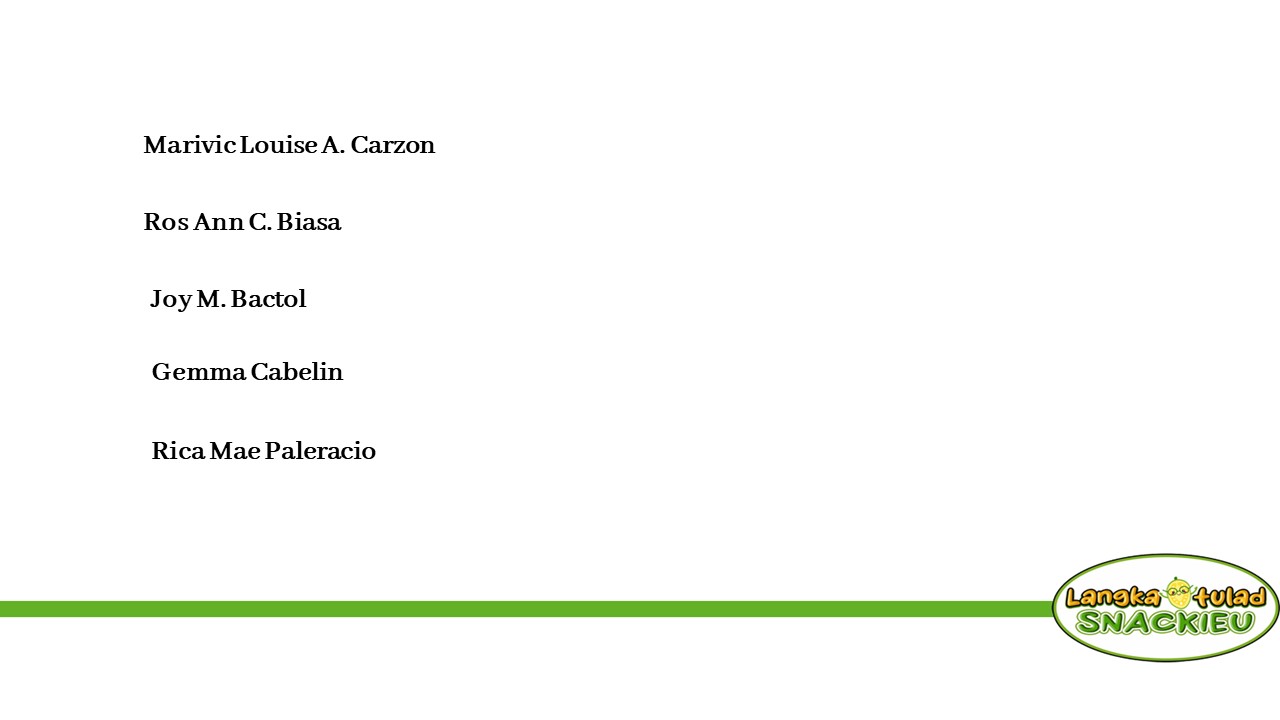 Marivic Louise A. Carzon
Ros Ann C. Biasa
Joy M. Bactol
Gemma Cabelin
Rica Mae Paleracio
Langka tulad
SNACKIEU